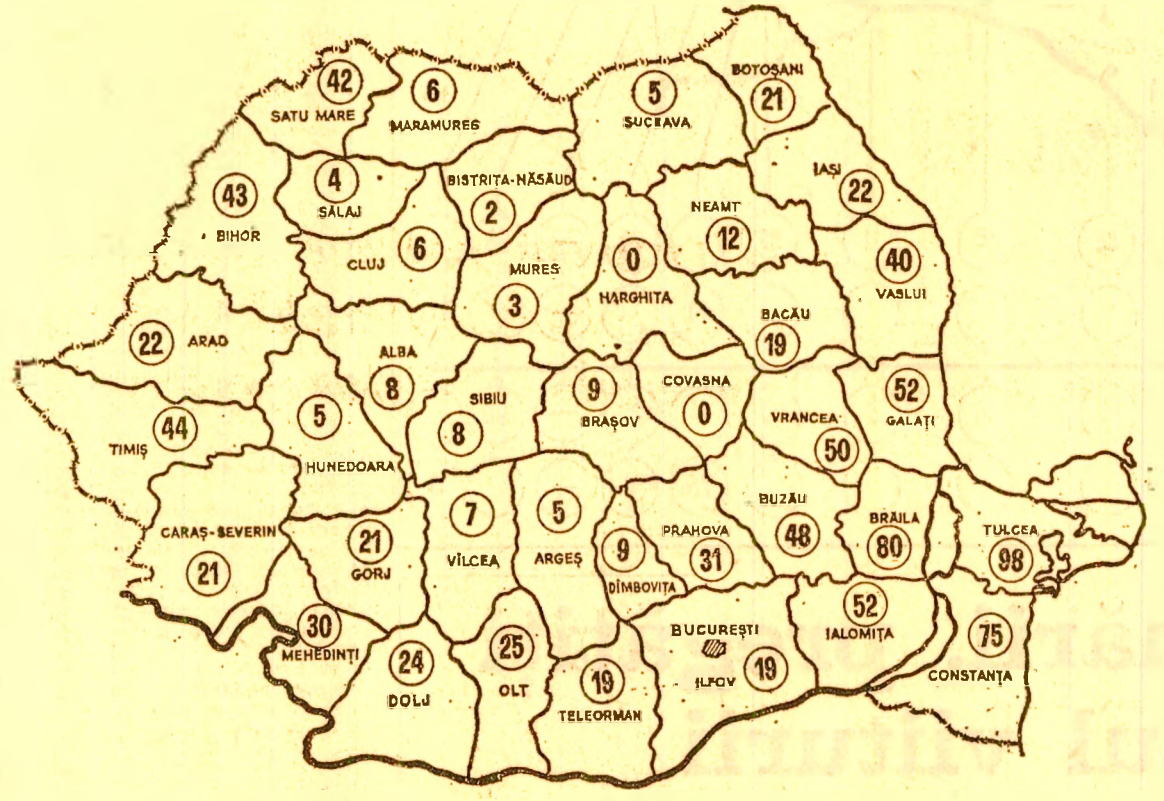 42
SATU MARE
6
MARAMUREȘ
5
SUCEAVA
BOTOȘANI
21
43
BIHOR
4
SĂLAJ
BISTRIȚA-NĂSĂUD
2
CLUJ
6
MUREȘ
3
0
HARGHITA
NEAMȚ
12
IAȘI
22
40
VASLUI
BACĂU
19
22
ARAD
ALBA
8
SIBIU
8
9
BRAȘOV
COVASNA
0
VRANCEA
50
52
GALAȚI
44
TIMIȘ
5
HUNEDOARA
CARAȘ-SEVERIN
21
21
GORJ
7
VÎLCEA
5
ARGEȘ
9
DÎMBOVIȚA
PRAHOVA
31
BUZĂU
48
BRĂILA
80
TULCEA
98
30
MEHEDINȚI
24
DOLJ
25
OLT
19
TELEORMAN
BUCUREȘTI
ILFOV
19
52
IALOMIȚA
75
CONSTANȚA